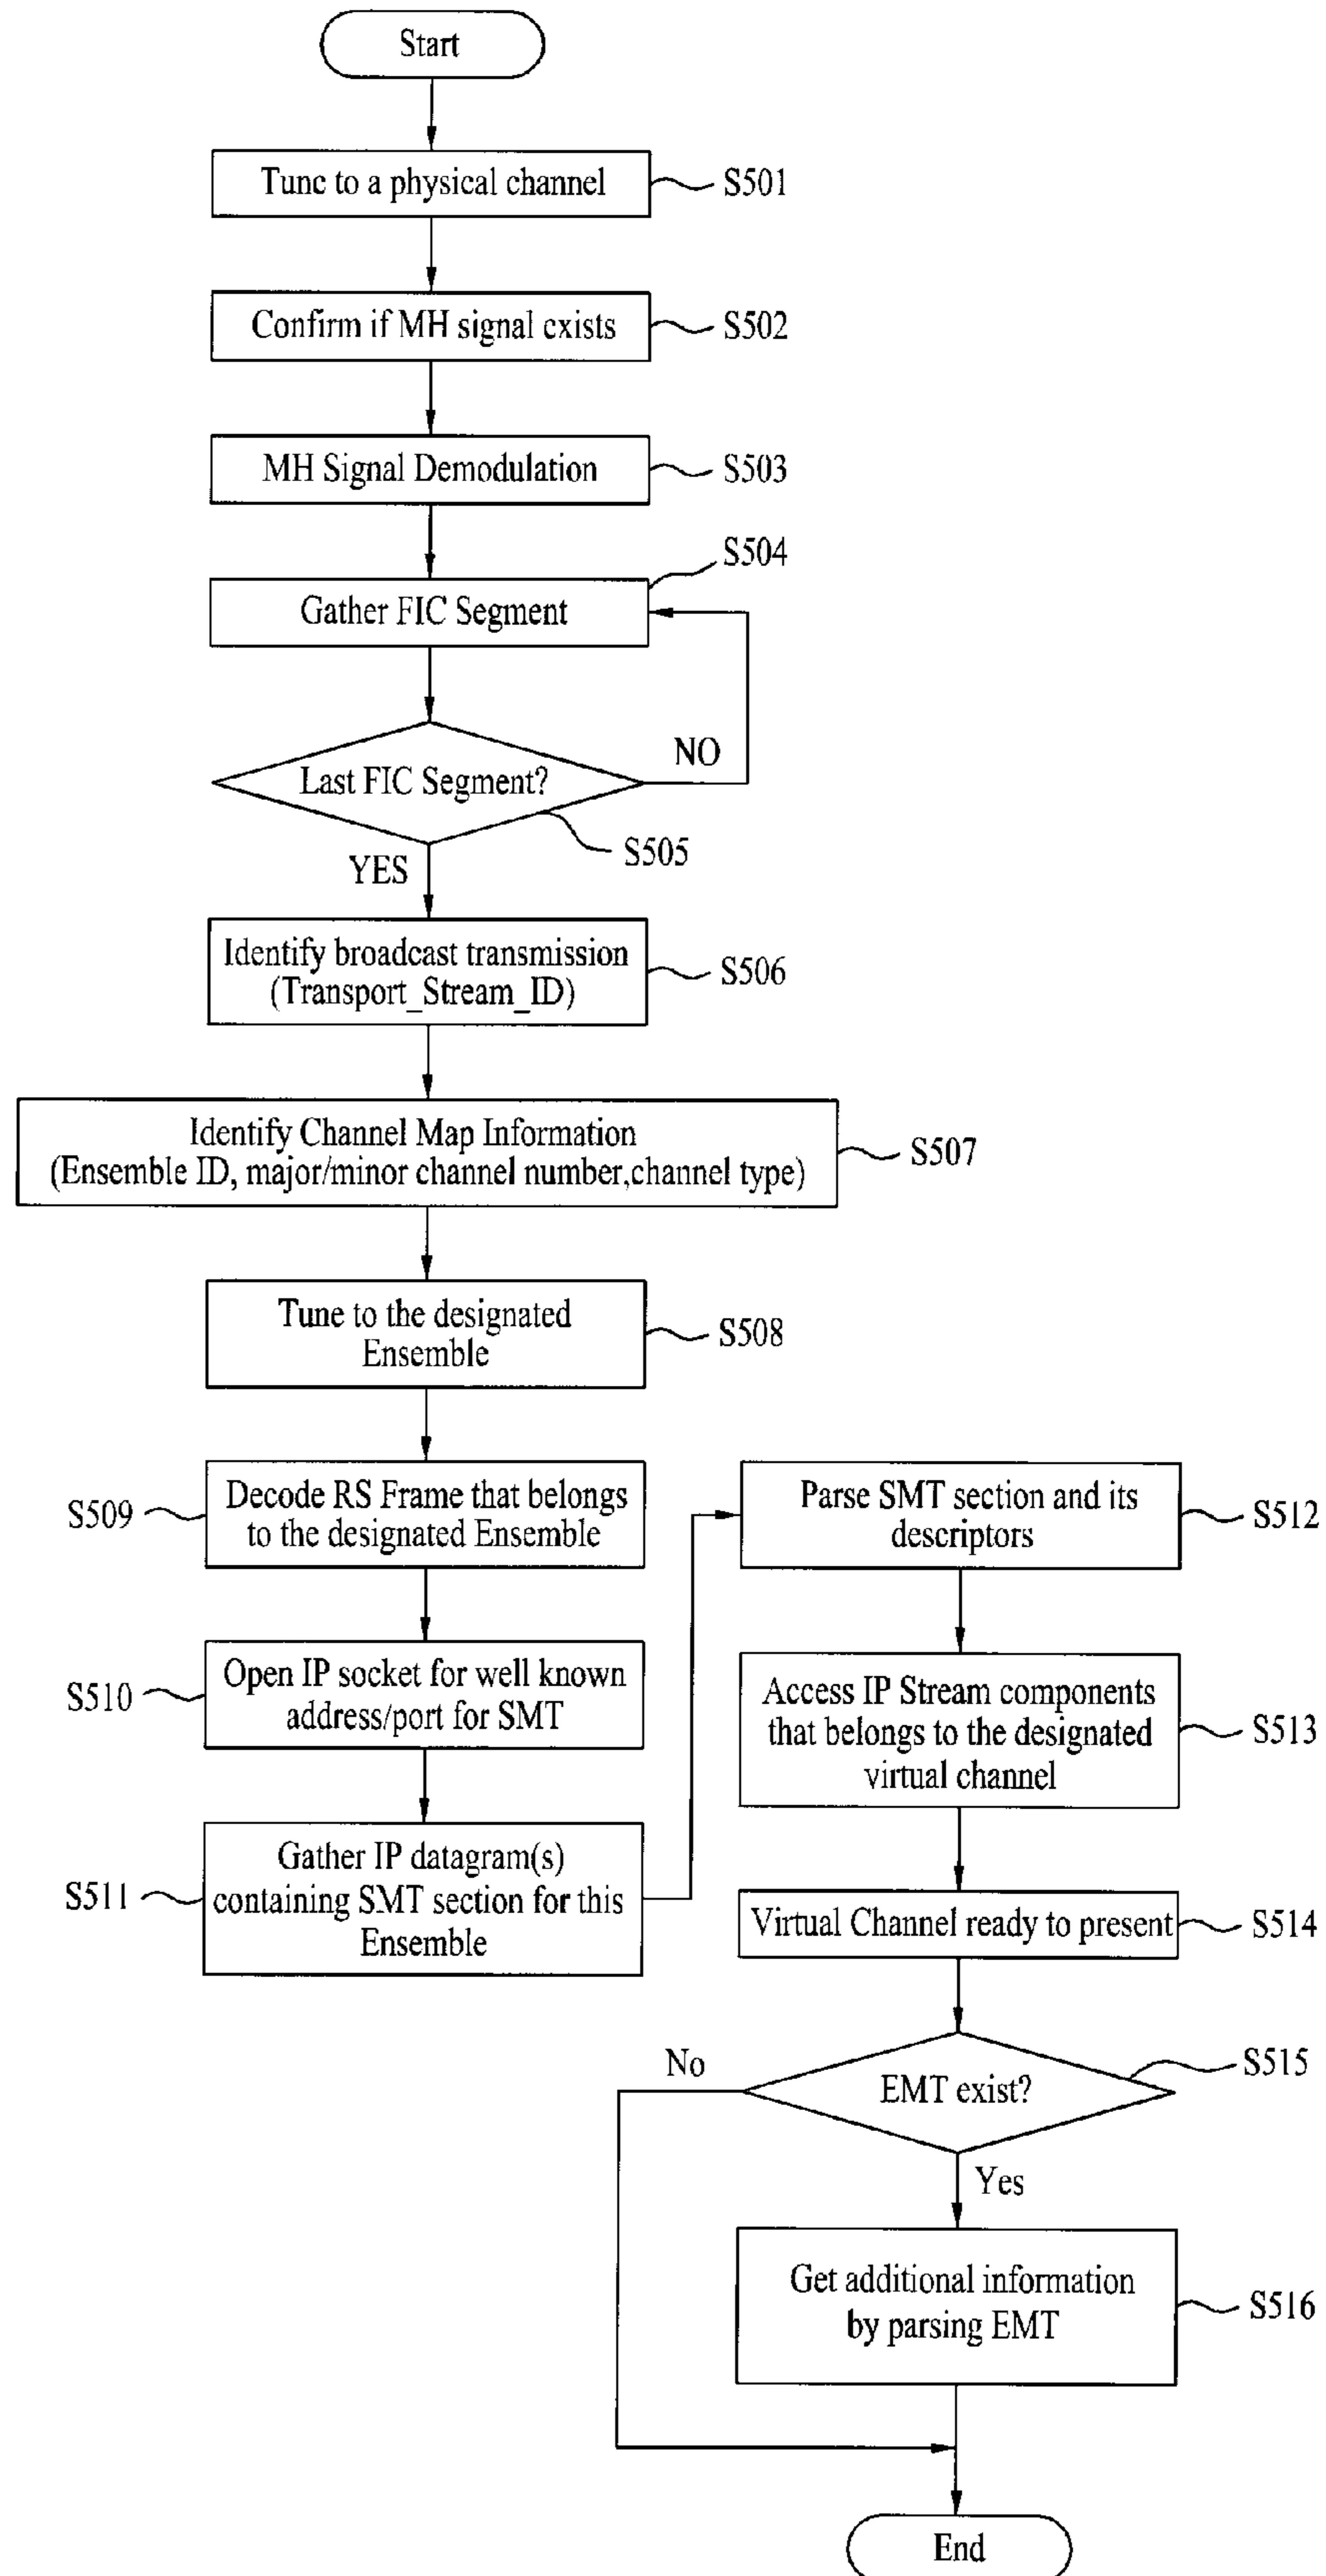 Start
Tune to a physical channel
S501
Confirm if MH signal exists
S502
MH Signal Demodulation
S503
S504
Gather FIC Segment
NO
Last FIC Segment?
S505
YES
Identify broadcast transmission
(Transport_Stream_ID)
S506
Identify Channel Map Information
(Ensemble ID, major/minor channel number,channel type)
S507
Tune to the designated
Ensemble
S508
S509
Decode RS Frame that belongs
to the designated Ensemble
S510
Open IP socket for well known
address/port for SMT
S511
Gather IP datagram(s)
containing SMT section for this
Ensemble
Parse SMT section and its
descriptors
S512
Access IP Stream components
that belongs to the designated
virtual channel
S513
Virtual Channel ready to present
S514
No
EMT exist?
S515
Yes
Get additional information
by parsing EMT
S516
End